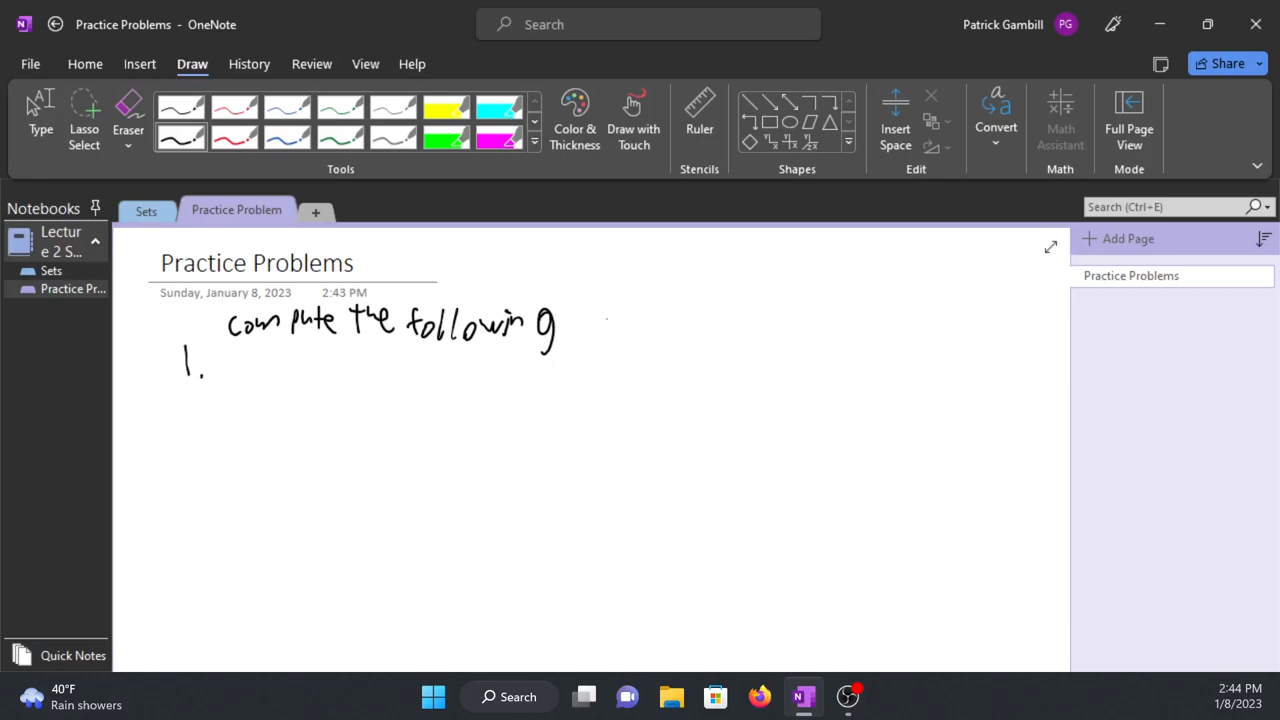 Practice Problems - OneNote
Search
Patrick Gambill PG
File Home Insert Draw History Review View Help
Share
Type
Lasso Select
Eraser
Color & Thickness
Draw with Touch
Ruler
Insert Space
Convert
Math Assistant
Full Page View
Tools Stencils Shapes Edit Math Mode
Notebooks
Sets Practice Problem +
Search (Ctrl+E)
Lectur
e 2 S...
Sets
Practice Pr...
Add Page
Practice Problems
Practice Problems
Sunday, January 8, 2023 2:43 PM
compute the following
1.
Quick Notes
40°F
Rain showers
Search
2:44 PM
1/8/2023